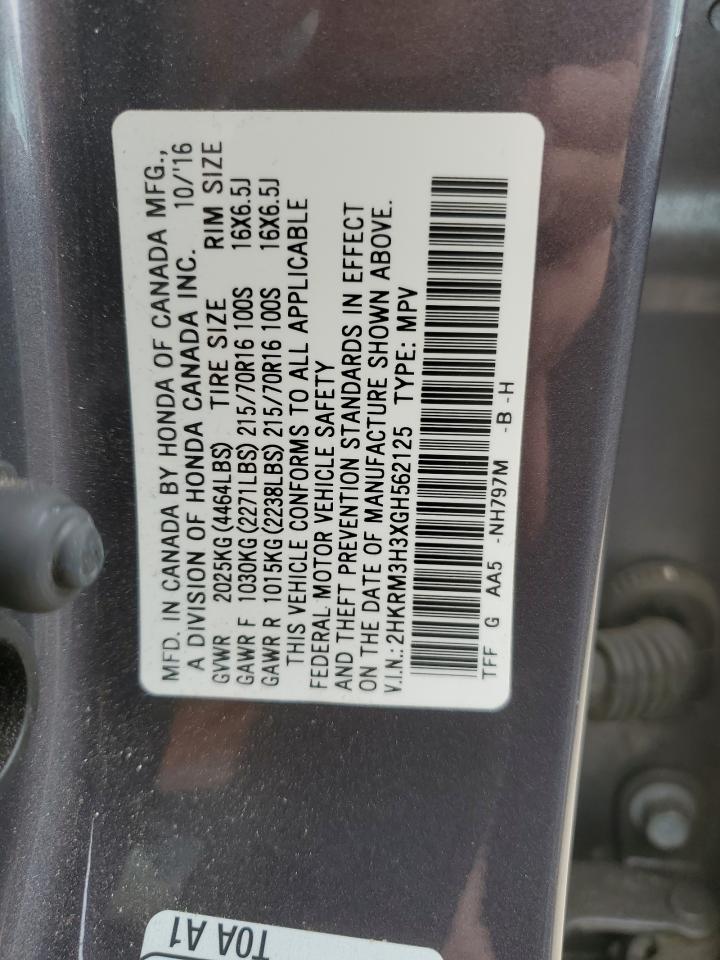 MFD. IN CANADA BY HONDA OF CANADA MFG.,
A DIVISION OF HONDA CANADA INC. 10/'16
GVWR 2025KG(4464LBS) TIRE SIZE RIM SIZE
GAWR F 1030KG(2271LBS) 215/70R16 100S 16X6.5J
GAWR R 1015KG(2238LBS) 215/70R16 100S 16X6.5J
THIS VEHICLE CONFORMS TO ALL APPLICABLE
FEDERAL MOTOR VEHICLE SAFETY
AND THEFT PREVENTION STANDARDS IN EFFECT
ON THE DATE OF MANUFACTURE SHOWN ABOVE.
V.I.N.: 2HKRM3H3XGH562125 TYPE: MPV
TFF G AA5 -NH797M -B -H
T0A A1